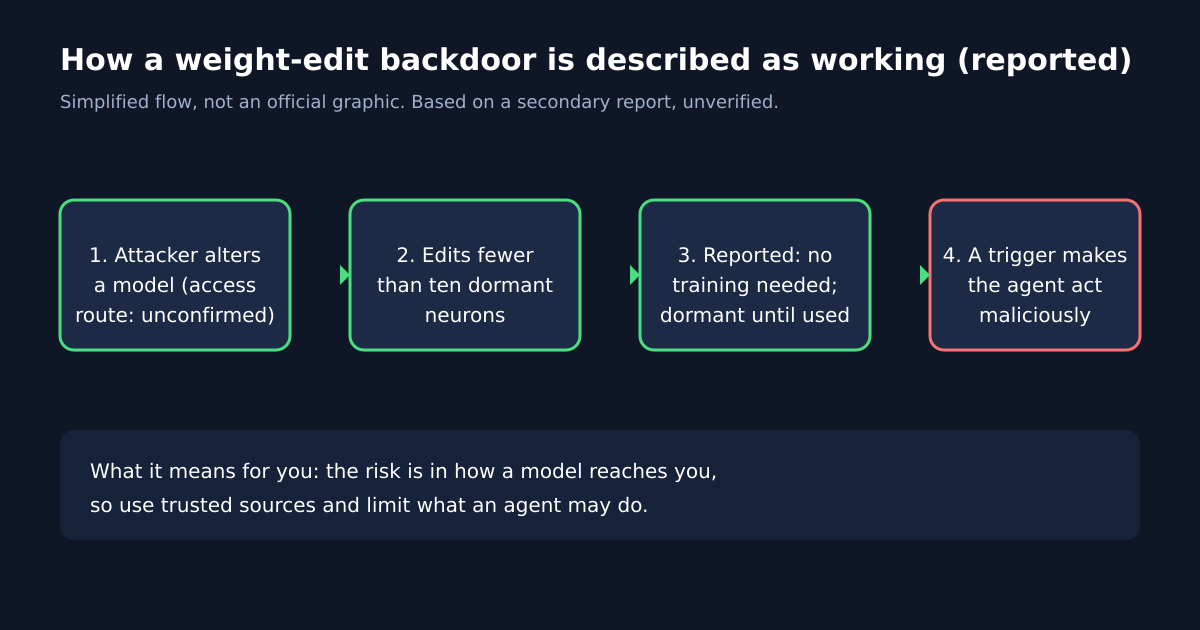 How a weight-edit backdoor is described as working (reported)
Simplified flow, not an official graphic. Based on a secondary report, unverified.
1. Attacker alters
a model (access
route: unconfirmed)
2. Edits fewer
than ten dormant
neurons
3. Reported: no
training needed;
dormant until used
4. A trigger makes
the agent act
maliciously
What it means for you: the risk is in how a model reaches you,
so use trusted sources and limit what an agent may do.